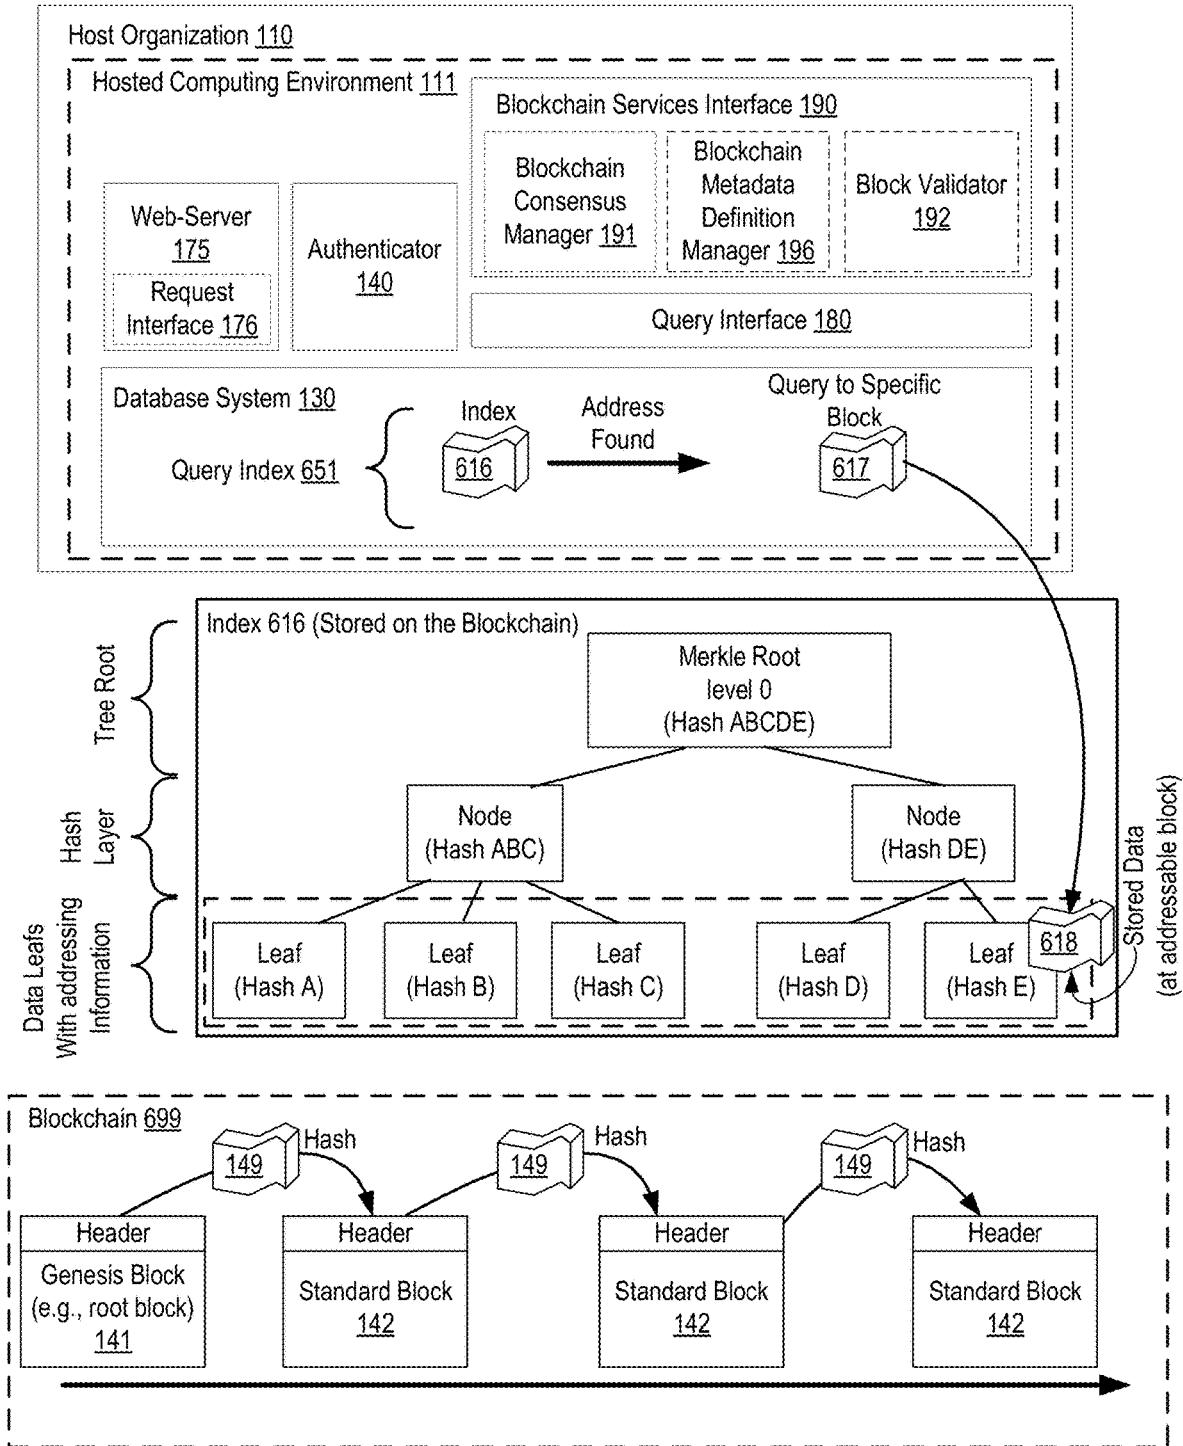 Host Organization 110
Hosted Computing Environment 111
Blockchain Services Interface 190
Blockchain
Consensus
Manager 191
Blockchain
Metadata
Definition
Manager 196
Block Validator
192
Web-Server
175
Request
Interface 176
Authenticator
140
Query Interface 180
Database System 130
Query Index 651
Index
616
Address
Found
Query to Specific
Block
617
Index 616 (Stored on the Blockchain)
Tree Root
Merkle Root
level 0
(Hash ABCDE)
Hash
Layer
Node
(Hash ABC)
Node
(Hash DE)
Data Leafs
With addressing
Information
Leaf
(Hash A)
Leaf
(Hash B)
Leaf
(Hash C)
Leaf
(Hash D)
Leaf
(Hash E)
618
Stored Data
(at addressable block)
Blockchain 699
149
Hash
149
Hash
149
Hash
Header
Genesis Block
(e.g., root block)
141
Header
Standard Block
142
Header
Standard Block
142
Header
Standard Block
142